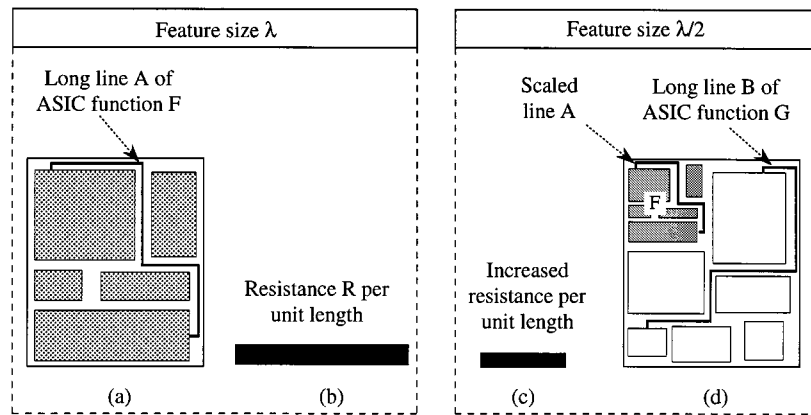 Feature size λ
Long line A of
ASIC function F
Resistance R per
unit length
(a)
(b)
Feature size λ/2
Scaled
line A
Long line B of
ASIC function G
F
Increased
resistance per
unit length
(c)
(d)